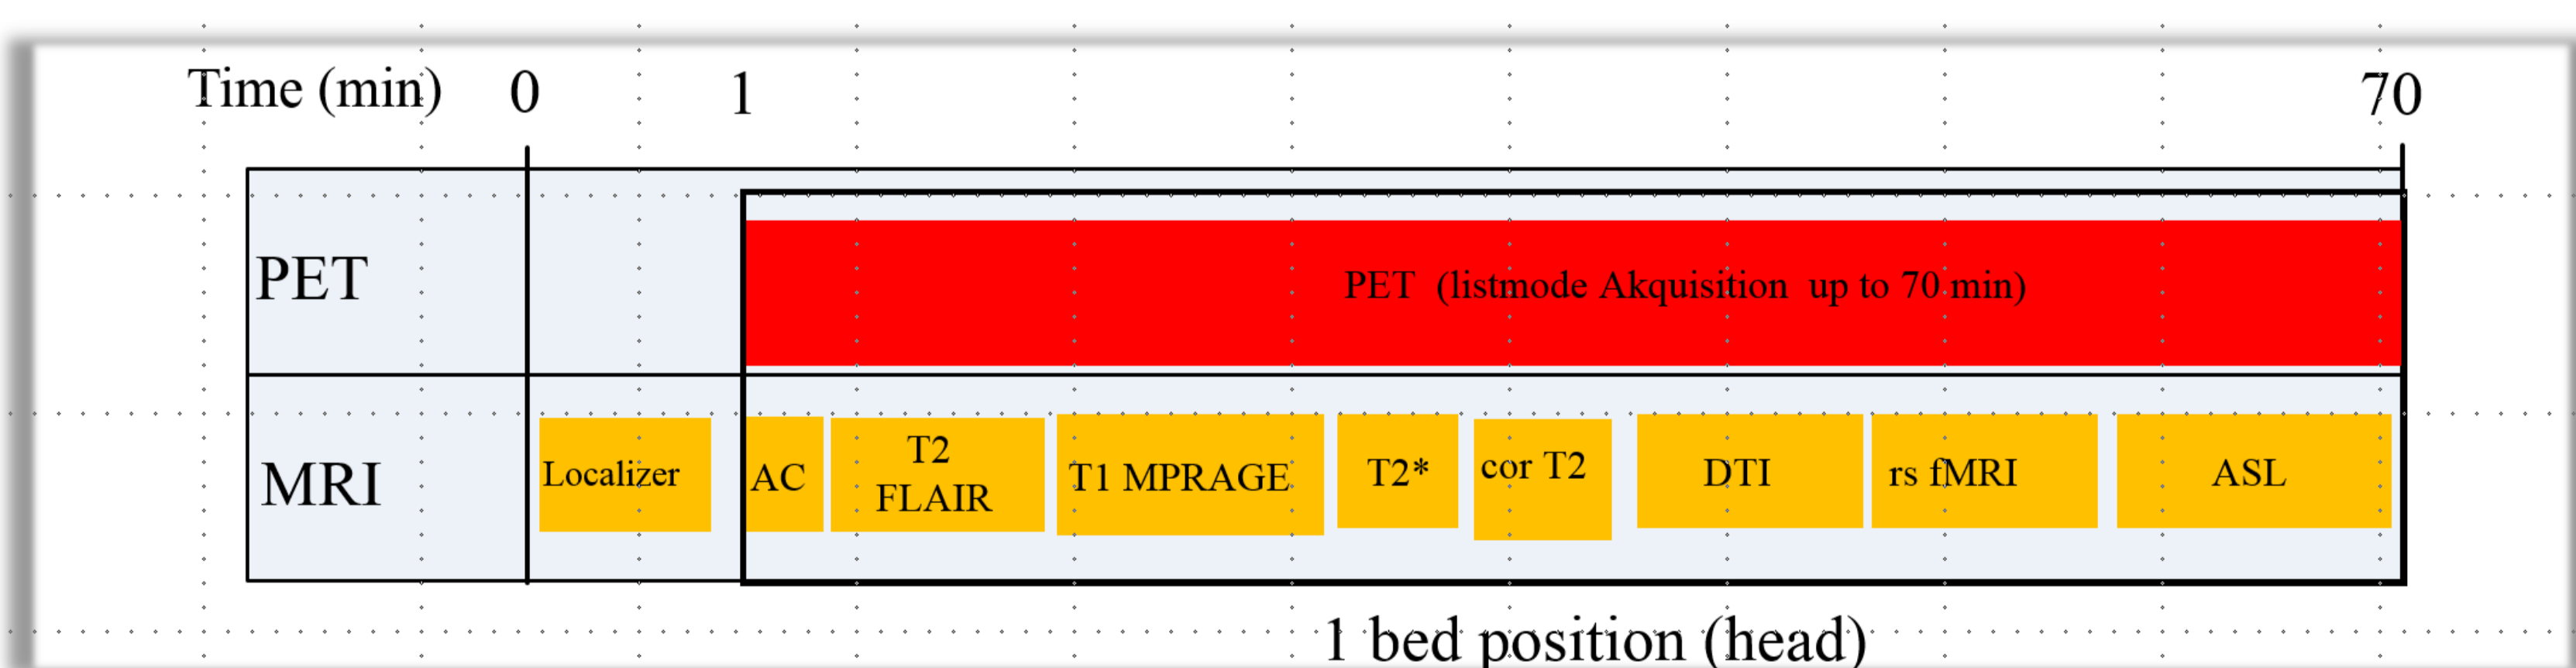 Time (min) 0 1 70
PET
PET (listmode Akquisition up to 70 min)
MRI
Localizer
AC
T2
FLAIR
T1 MPRAGE
T2*
cor T2
DTI
rs fMRI
ASL
1 bed position (head)